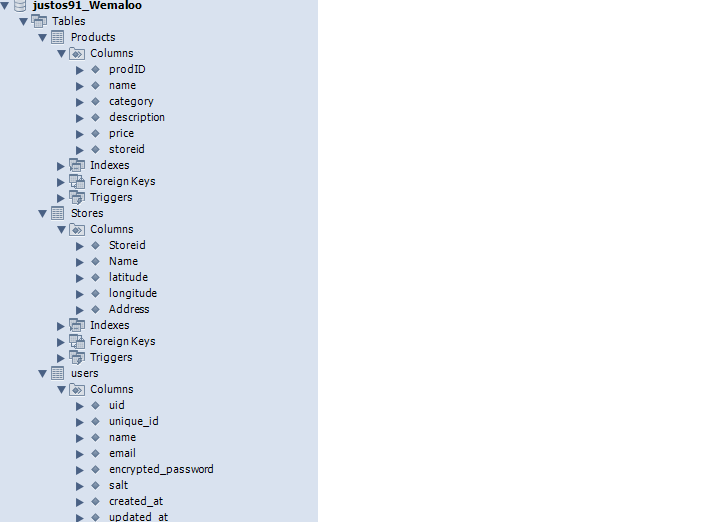 justos91_Wemaloo
Tables
Products
Columns
prodID
name
category
description
price
storeid
Indexes
Foreign Keys
Triggers
Stores
Columns
Storeid
Name
latitude
longitude
Address
Indexes
Foreign Keys
Triggers
users
Columns
uid
unique_id
name
email
encrypted_password
salt
created_at
updated_at